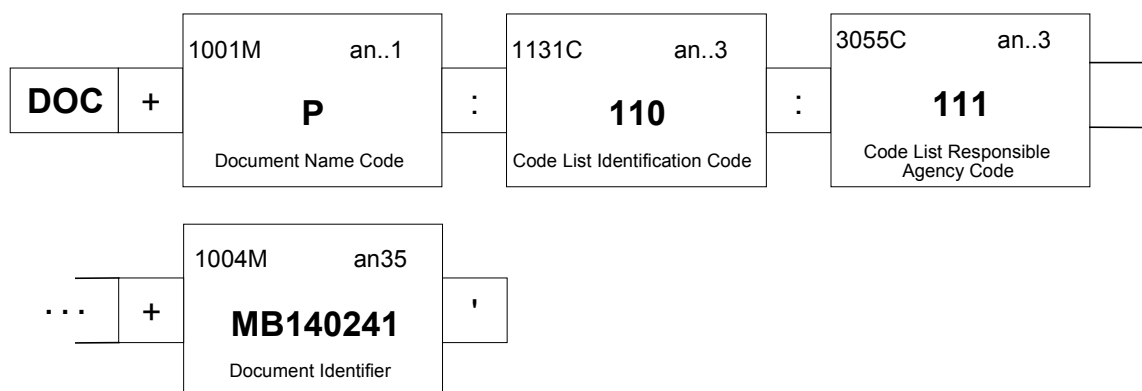 1001M an..1
1131C an..3
3055C an..3
DOC + P : 110 : 111
Document Name Code
Code List Identification Code
Code List Responsible
Agency Code
1004M an35
... + MB140241 '
Document Identifier